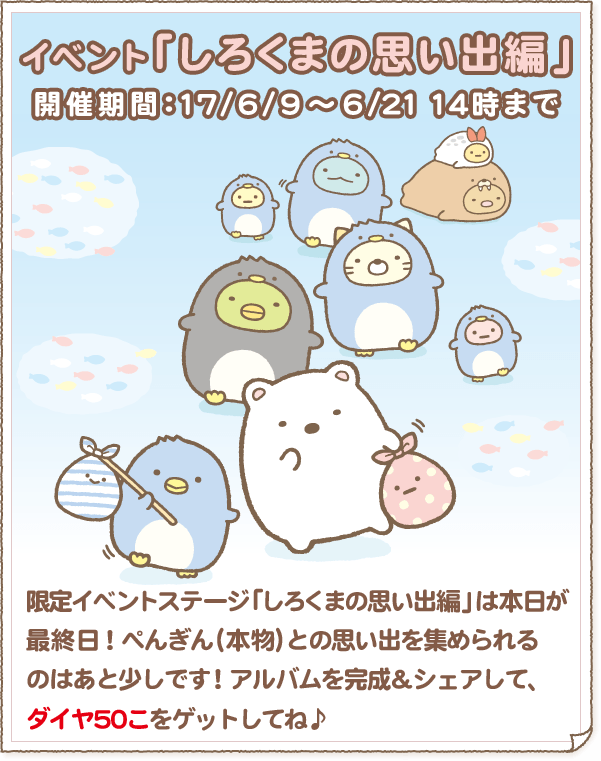 イベント「しろくまの思い出編」
開催期間：17/6/9～6/21 14時まで
限定イベントステージ「しろくまの思い出編」は本日が
最終日！ぺんぎん（本物）との思い出を集められる
のはあと少しです！アルバムを完成＆シェアして、
ダイヤ50こをゲットしてね♪